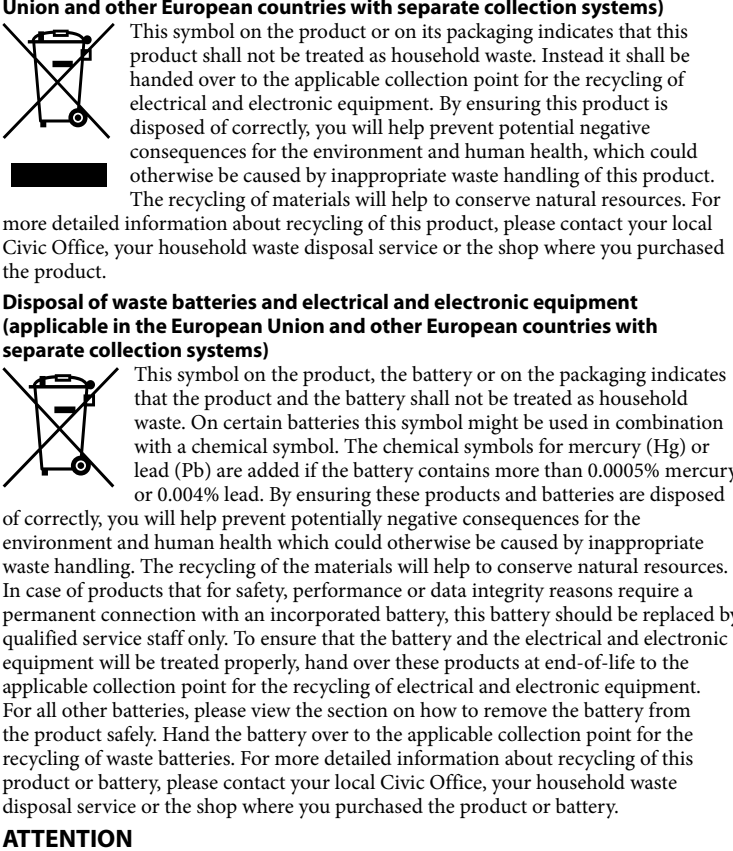 Union and other European countries with separate collection systems)
This symbol on the product or on its packaging indicates that this
product shall not be treated as household waste. Instead it shall be
handed over to the applicable collection point for the recycling of
electrical and electronic equipment. By ensuring this product is
disposed of correctly, you will help prevent potential negative
consequences for the environment and human health, which could
otherwise be caused by inappropriate waste handling of this product.
The recycling of materials will help to conserve natural resources. For
more detailed information about recycling of this product, please contact your local
Civic Office, your household waste disposal service or the shop where you purchased
the product.
Disposal of waste batteries and electrical and electronic equipment
(applicable in the European Union and other European countries with
separate collection systems)
This symbol on the product, the battery or on the packaging indicates
that the product and the battery shall not be treated as household
waste. On certain batteries this symbol might be used in combination
with a chemical symbol. The chemical symbols for mercury (Hg) or
lead (Pb) are added if the battery contains more than 0.0005% mercury
or 0.004% lead. By ensuring these products and batteries are disposed
of correctly, you will help prevent potentially negative consequences for the
environment and human health which could otherwise be caused by inappropriate
waste handling. The recycling of the materials will help to conserve natural resources.
In case of products that for safety, performance or data integrity reasons require a
permanent connection with an incorporated battery, this battery should be replaced by
qualified service staff only. To ensure that the battery and the electrical and electronic
equipment will be treated properly, hand over these products at end-of-life to the
applicable collection point for the recycling of electrical and electronic equipment.
For all other batteries, please view the section on how to remove the battery from
the product safely. Hand the battery over to the applicable collection point for the
recycling of waste batteries. For more detailed information about recycling of this
product or battery, please contact your local Civic Office, your household waste
disposal service or the shop where you purchased the product or battery.
ATTENTION